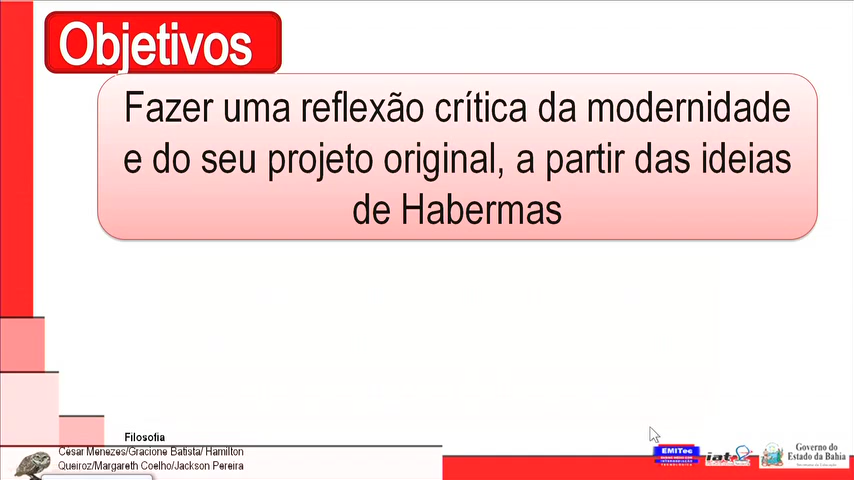 Objetivos
Fazer uma reflexão crítica da modernidade
e do seu projeto original, a partir das ideias
de Habermas
Filosofia
César Menezes/Gracione Batista/ Hamilton
Queiroz/Margareth Coelho/Jackson Pereira
EMITec
iat
Governo do
Estado da Bahia